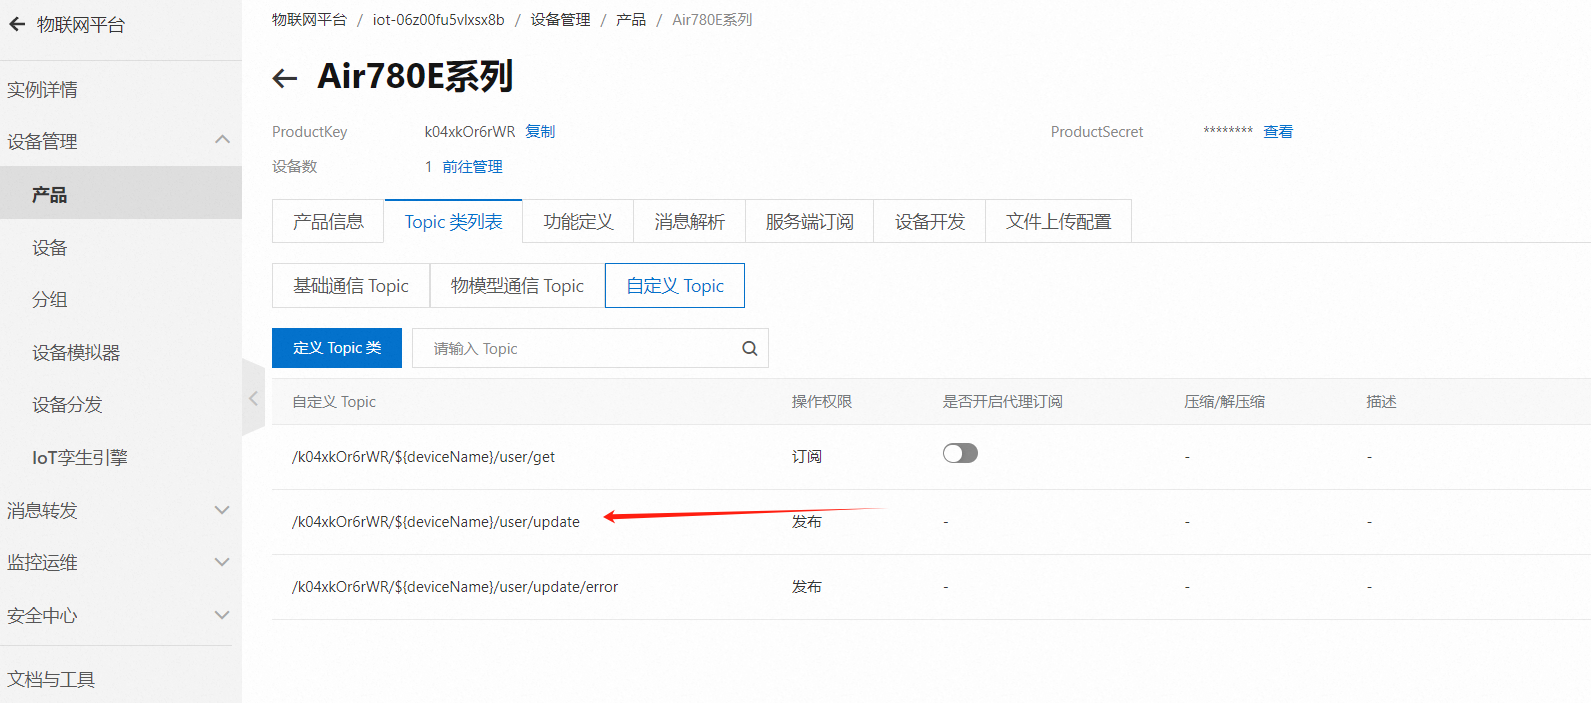 物联网平台
物联网平台 / iot-06z00fu5vlxsx8b / 设备管理 / 产品 / Air780E系列
实例详情
设备管理
产品
设备
分组
设备模拟器
设备分发
IoT孪生引擎
消息转发
监控运维
安全中心
文档与工具
Air780E系列
ProductKey k04xkOr6rWR 复制 ProductSecret ******** 查看
设备数 1 前往管理
产品信息 Topic 类列表 功能定义 消息解析 服务端订阅 设备开发 文件上传配置
基础通信 Topic 物模型通信 Topic 自定义 Topic
定义 Topic 类 请输入 Topic
自定义 Topic 操作权限 是否开启代理订阅 压缩/解压缩 描述
/k04xkOr6rWR/${deviceName}/user/get 订阅 - -
/k04xkOr6rWR/${deviceName}/user/update 发布 - - -
/k04xkOr6rWR/${deviceName}/user/update/error 发布 - - -